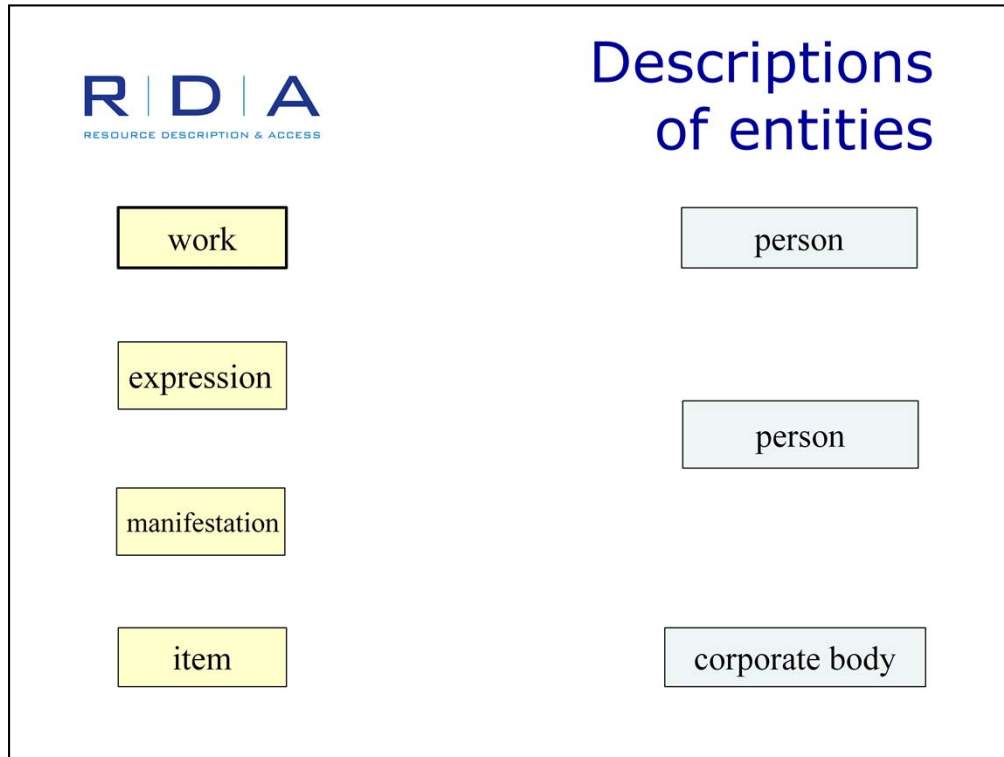 R | D | A
RESOURCE DESCRIPTION & ACCESS
Descriptions
of entities
work
person
expression
person
manifestation
item
corporate body